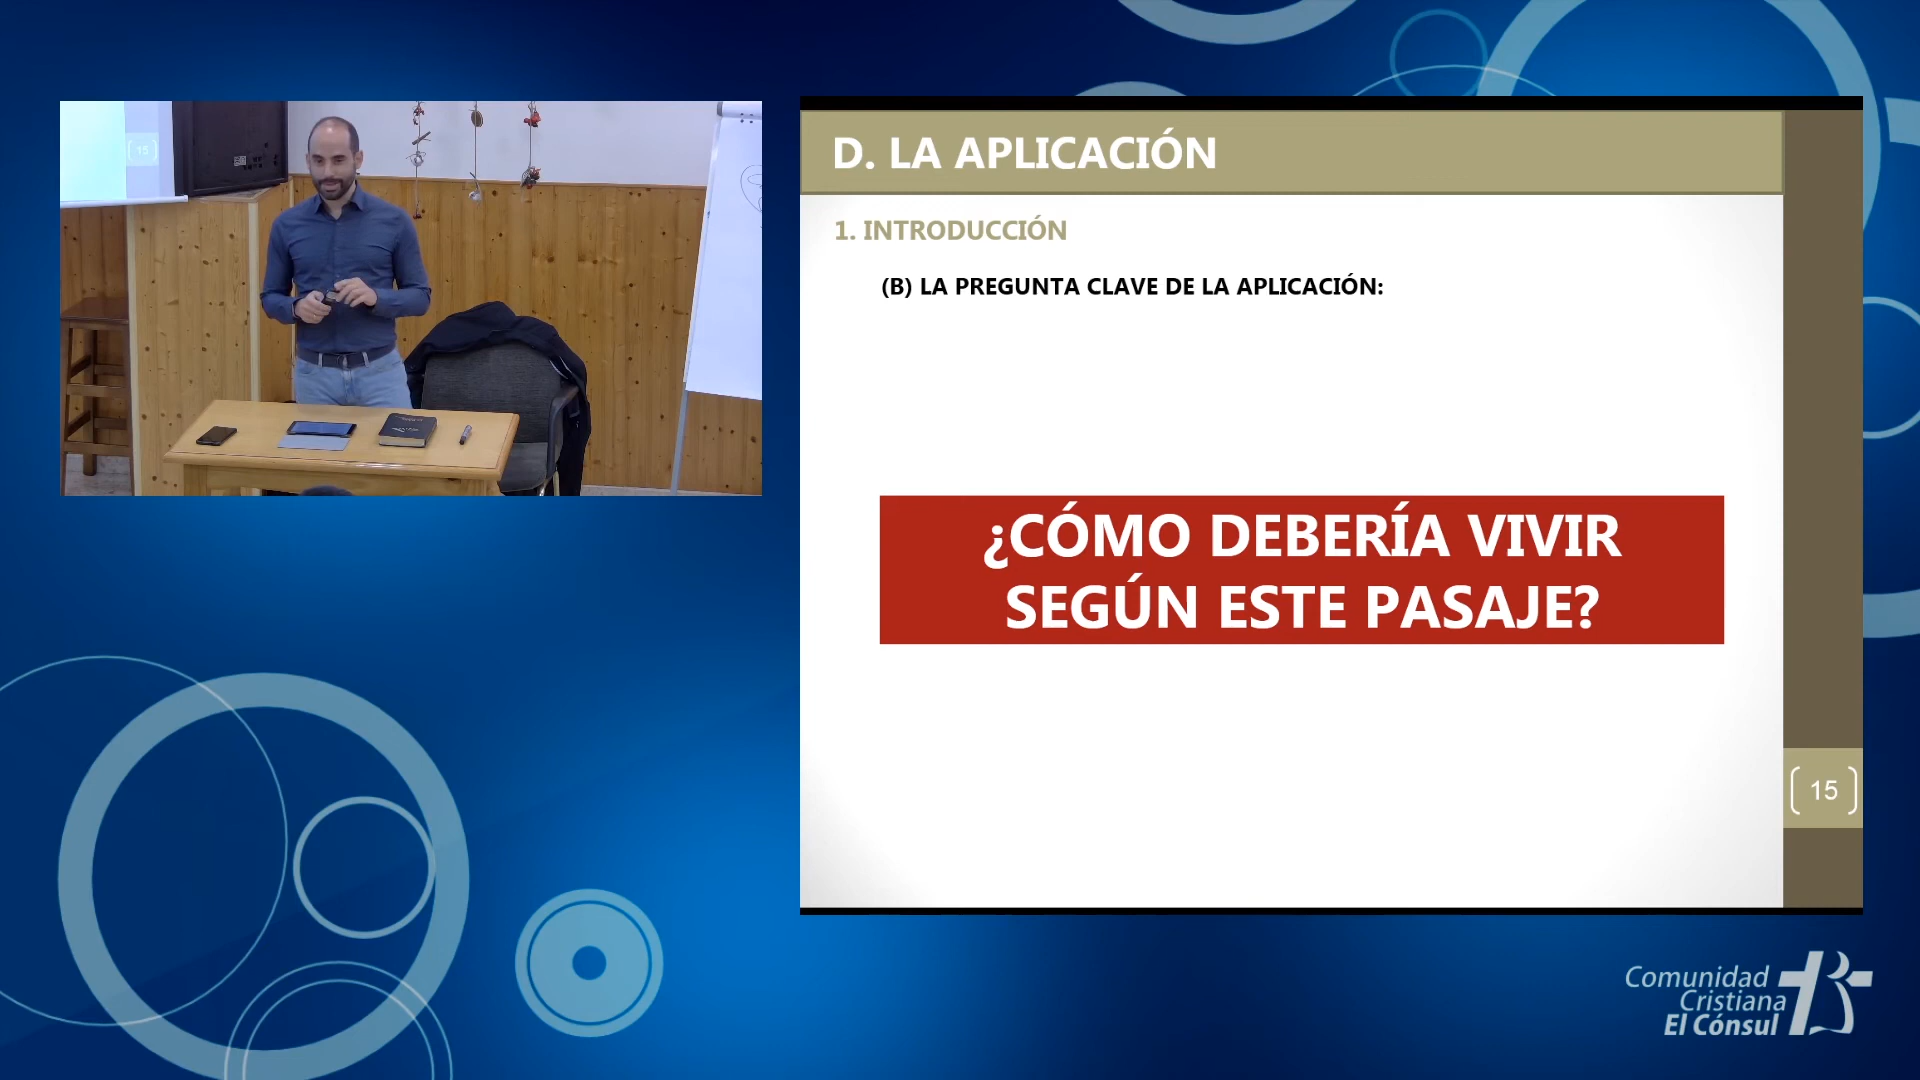 15
D. LA APLICACIÓN
1. INTRODUCCIÓN
(B) LA PREGUNTA CLAVE DE LA APLICACIÓN:
¿CÓMO DEBERÍA VIVIR
SEGÚN ESTE PASAJE?
15
Comunidad
Cristiana
El Cónsul